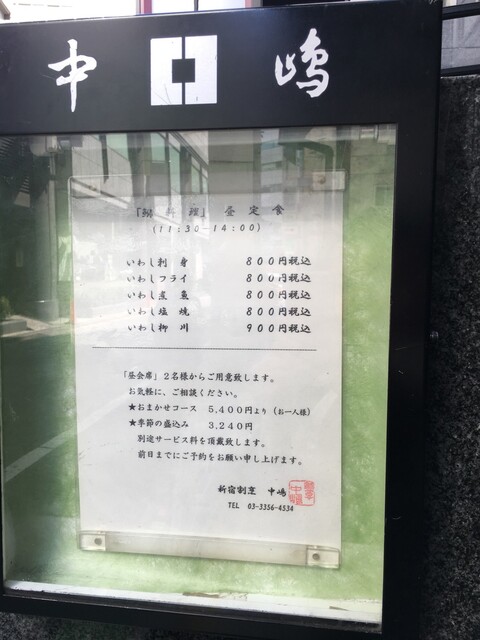 中 嶋
「鰯料理」昼定食
(11:30-14:00)
いわし刺身 800円税込
いわしフライ 800円税込
いわし煮魚 800円税込
いわし塩焼 800円税込
いわし柳川 900円税込
「昼会席」2名様からご用意致します。
お気軽に、ご相談ください。
★おまかせコース 5,400円より（お一人様）
★季節の盛込み 3,240円
別途サービス料を頂戴致します。
前日までにご予約をお願い申し上げます。
新宿割烹 中嶋
TEL 03-3356-4534